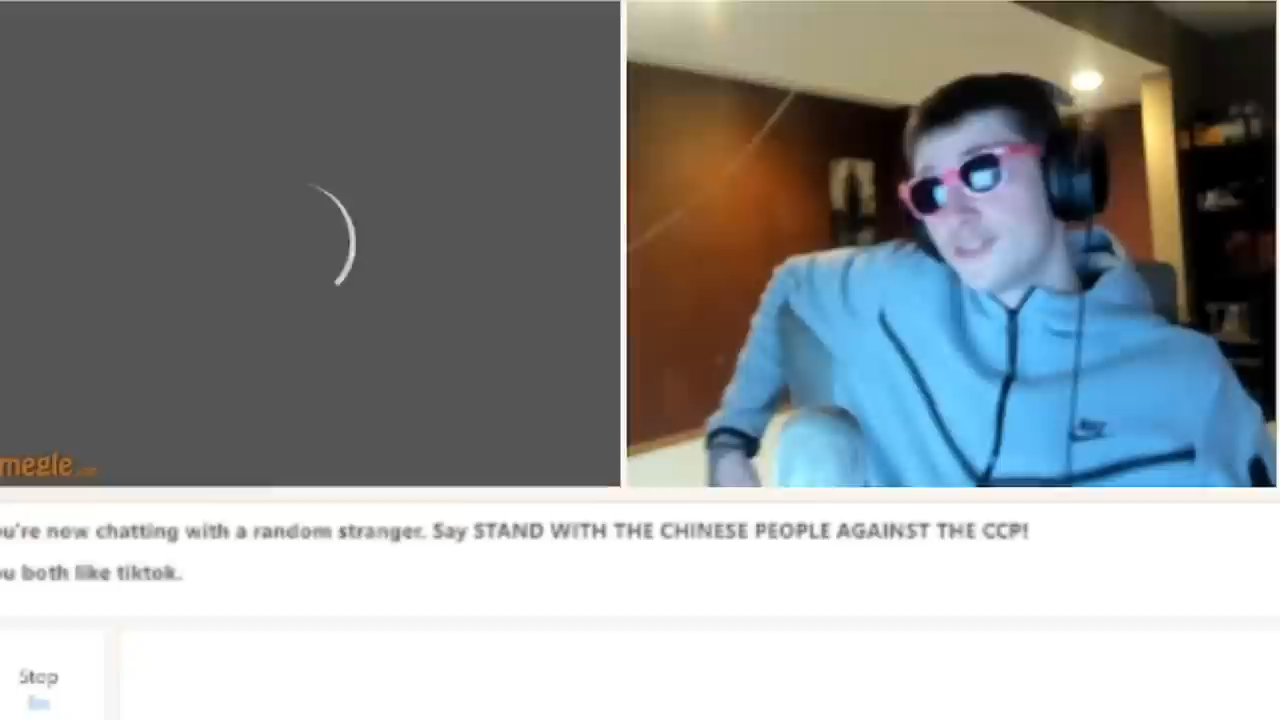 megle
u're now chatting with a random stranger. Say STAND WITH THE CHINESE PEOPLE AGAINST THE CCP!
u both like tiktok.
Stop